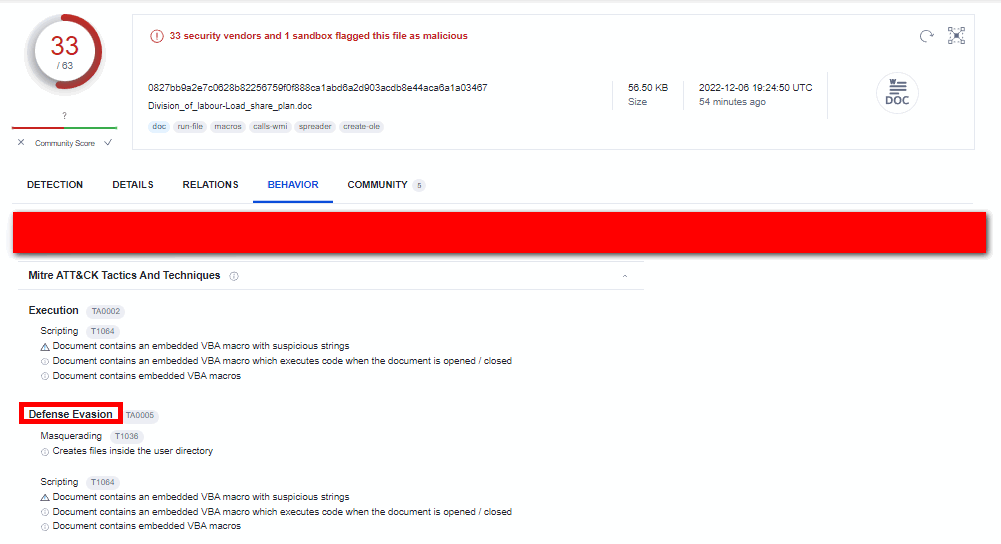 33
/ 63
?
Community Score
33 security vendors and 1 sandbox flagged this file as malicious
0827bb9a2e7c0628b82256759f0f888ca1abd6a2d903acdb8e44aca6a1a03467
Division_of_labour-Load_share_plan.doc
doc run-file macros calls-wmi spreader create-ole
56.50 KB
Size
2022-12-06 19:24:50 UTC
54 minutes ago
DOC
DETECTION DETAILS RELATIONS BEHAVIOR COMMUNITY 5
Mitre ATT&CK Tactics And Techniques
Execution TA0002
Scripting T1064
Document contains an embedded VBA macro with suspicious strings
Document contains an embedded VBA macro which executes code when the document is opened / closed
Document contains embedded VBA macros
Defense Evasion TA0005
Masquerading T1036
Creates files inside the user directory
Scripting T1064
Document contains an embedded VBA macro with suspicious strings
Document contains an embedded VBA macro which executes code when the document is opened / closed
Document contains embedded VBA macros